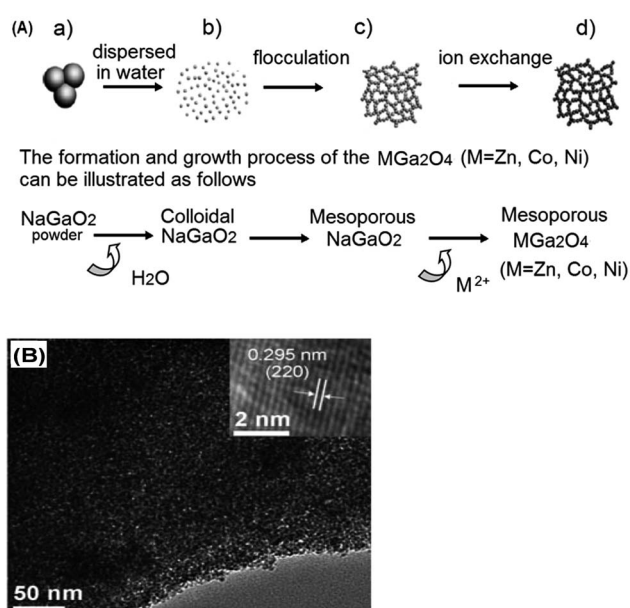 (A) a) b) c) d)
dispersed in water flocculation ion exchange
The formation and growth process of the MGa2O4 (M=Zn, Co, Ni)
can be illustrated as follows
NaGaO2 powder Colloidal NaGaO2 Mesoporous NaGaO2 Mesoporous MGa2O4 (M=Zn, Co, Ni)
H2O M2+
(B)
0.295 nm
(220)
2 nm
50 nm